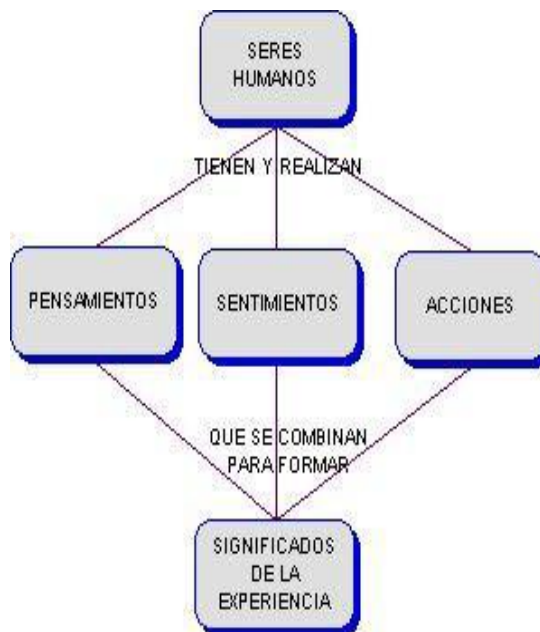 SERES
HUMANOS
TIENEN Y REALIZAN
PENSAMIENTOS
SENTIMIENTOS
ACCIONES
QUE SE COMBINAN
PARA FORMAR
SIGNIFICADOS
DE LA
EXPERIENCIA